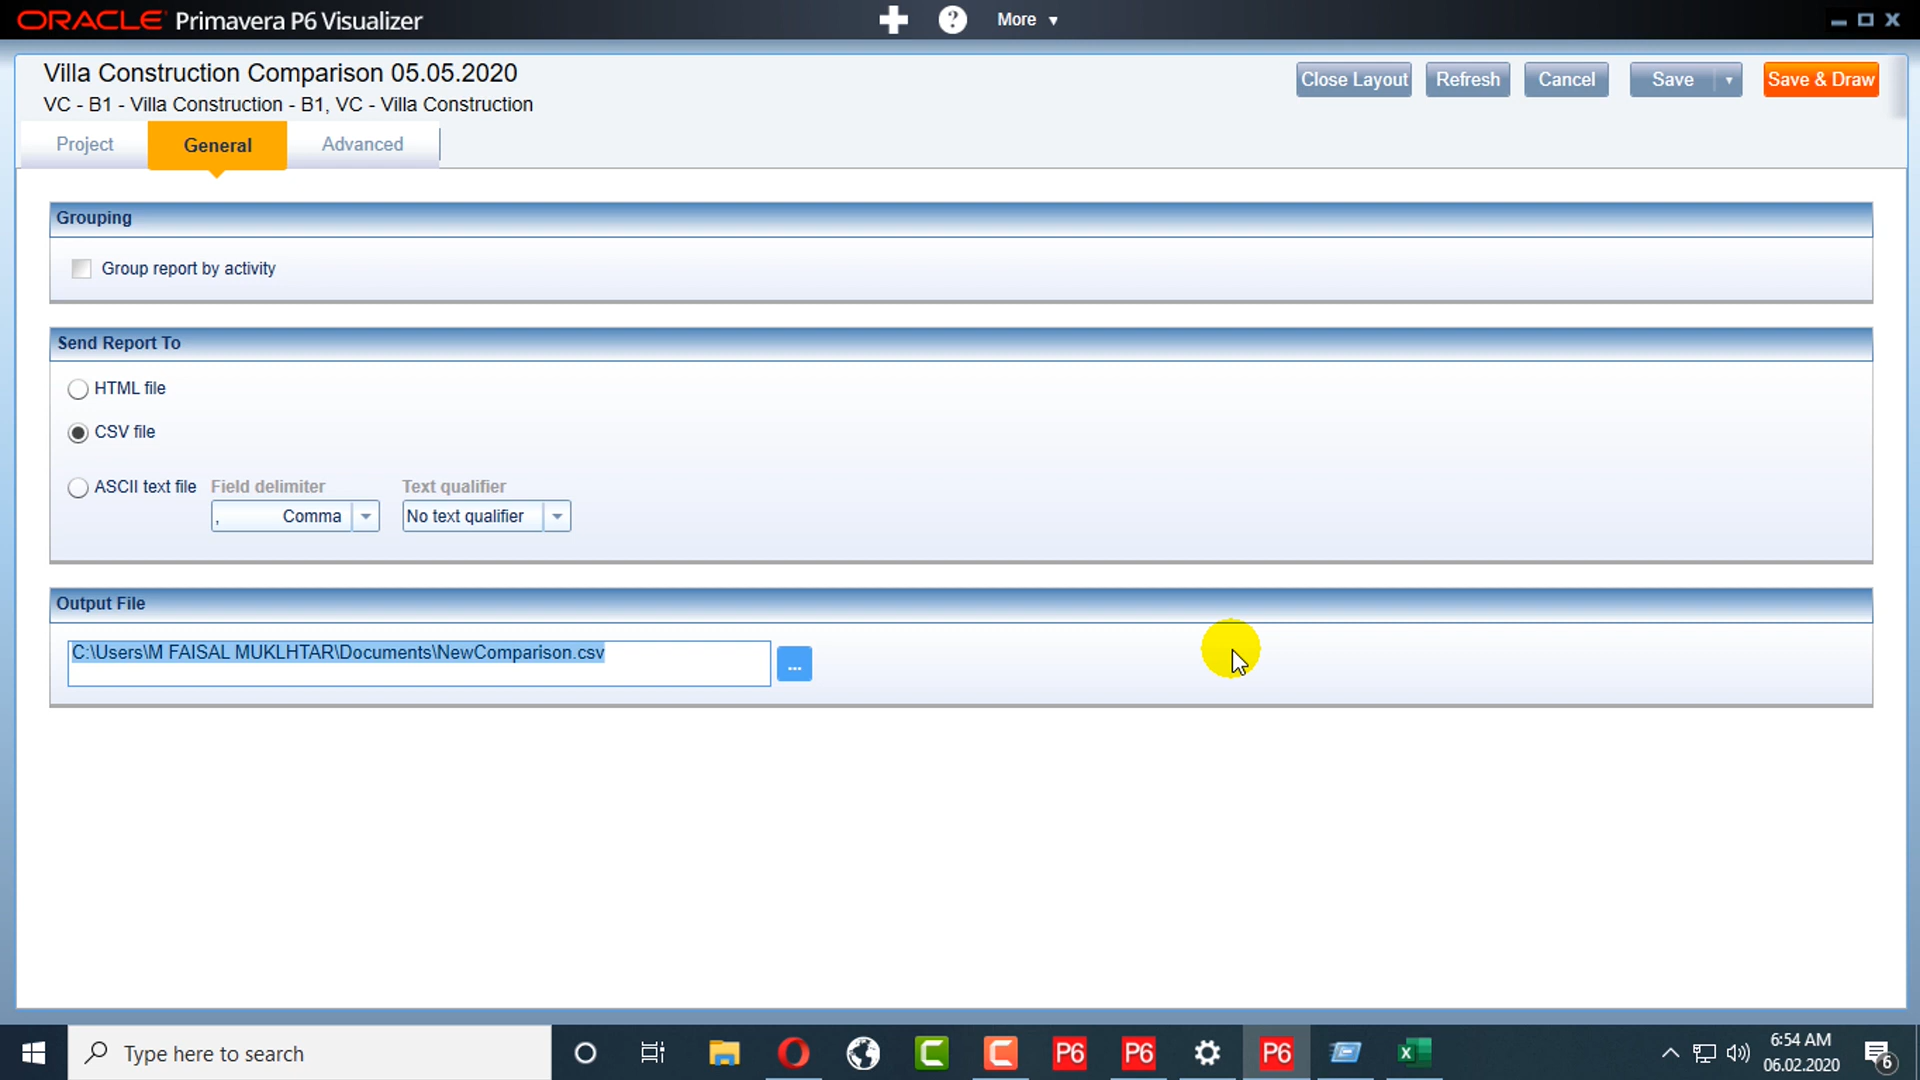 ORACLE Primavera P6 Visualizer
? More
Villa Construction Comparison 05.05.2020
VC - B1 - Villa Construction - B1, VC - Villa Construction
Close Layout Refresh Cancel Save Save & Draw
Project General Advanced
Grouping
Group report by activity
Send Report To
HTML file
CSV file
ASCII text file Field delimiter Text qualifier
, Comma No text qualifier
Output File
C:\Users\M FAISAL MUKLHTAR\Documents\NewComparison.csv
...
Type here to search
P6 P6 P6
6:54 AM
06.02.2020
6